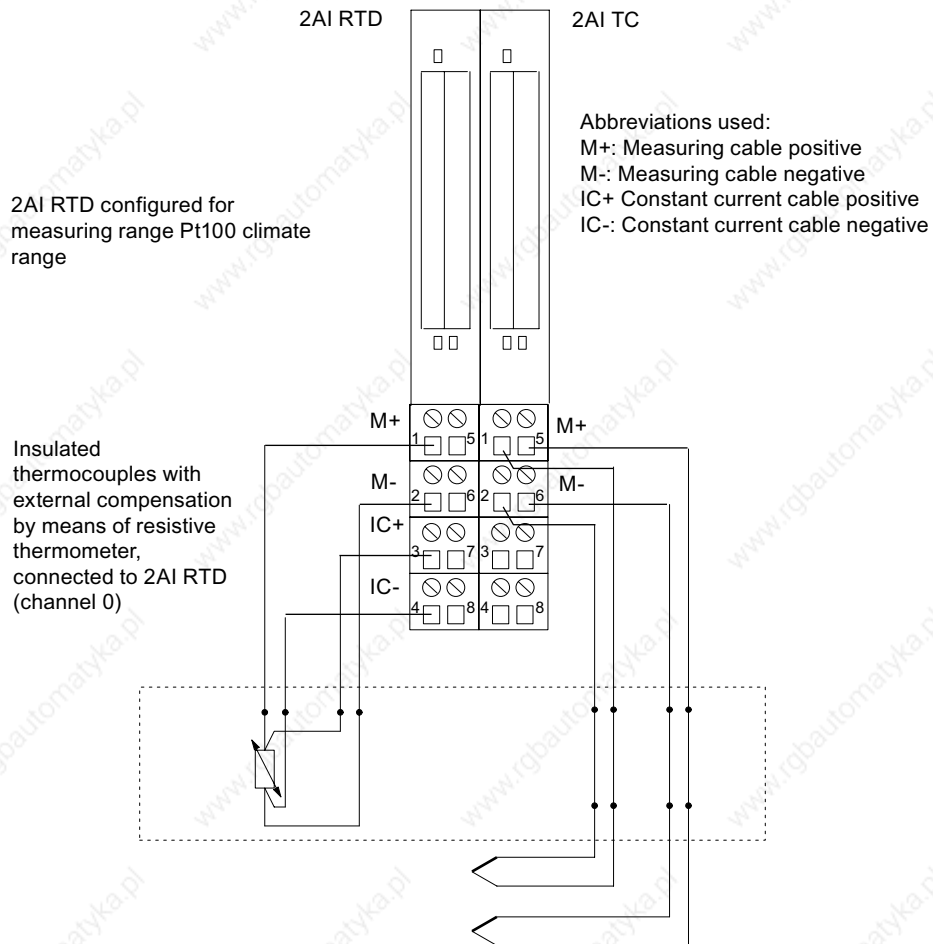 2AI RTD
2AI TC
Abbreviations used:
M+: Measuring cable positive
M-: Measuring cable negative
IC+ Constant current cable positive
IC-: Constant current cable negative
2AI RTD configured for
measuring range Pt100 climate
range
Insulated
thermocouples with
external compensation
by means of resistive
thermometer,
connected to 2AI RTD
(channel 0)
M+
1 5 1 5
M+
M-
2 6 2 6
M-
IC+
3 7 3 7
IC-
4 8 4 8
www.rgbautomatyka.pl